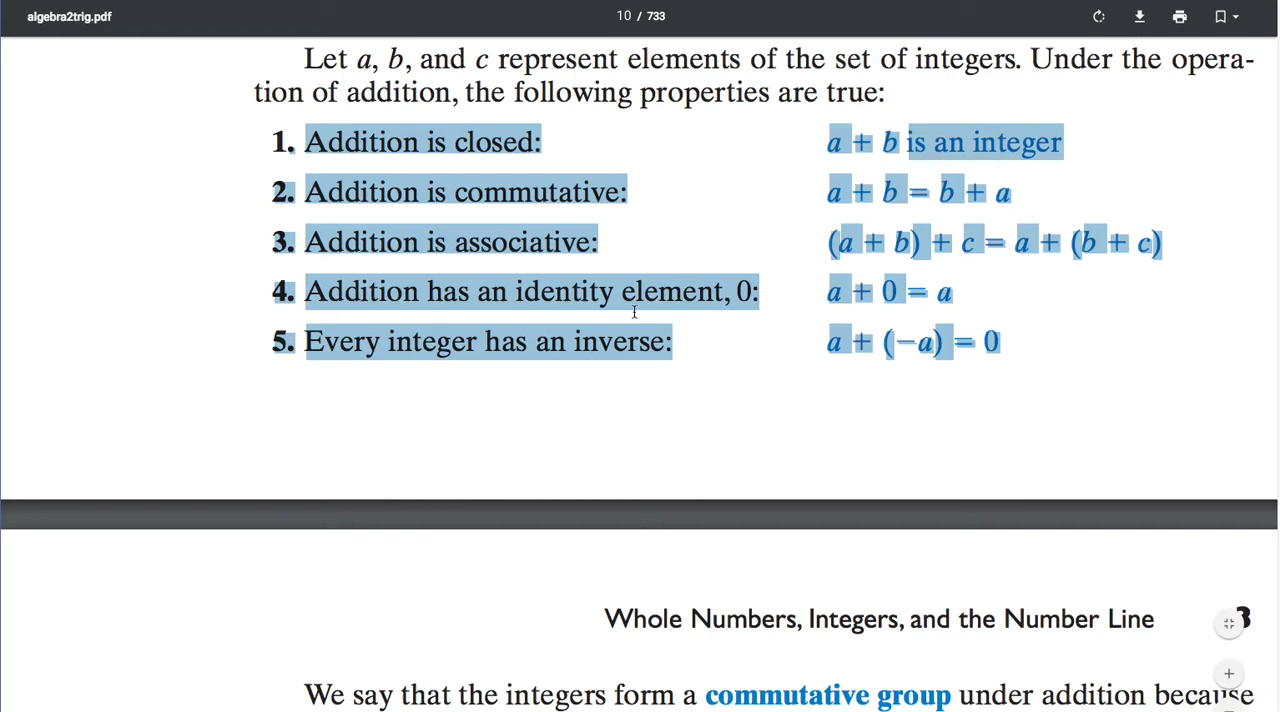 algebra2trig.pdf
10 / 733
Let a, b, and c represent elements of the set of integers. Under the opera-
tion of addition, the following properties are true:
1. Addition is closed: a + b is an integer
2. Addition is commutative: a + b = b + a
3. Addition is associative: (a + b) + c = a + (b + c)
4. Addition has an identity element, 0: a + 0 = a
5. Every integer has an inverse: a + (−a) = 0
Whole Numbers, Integers, and the Number Line 3
We say that the integers form a commutative group under addition because